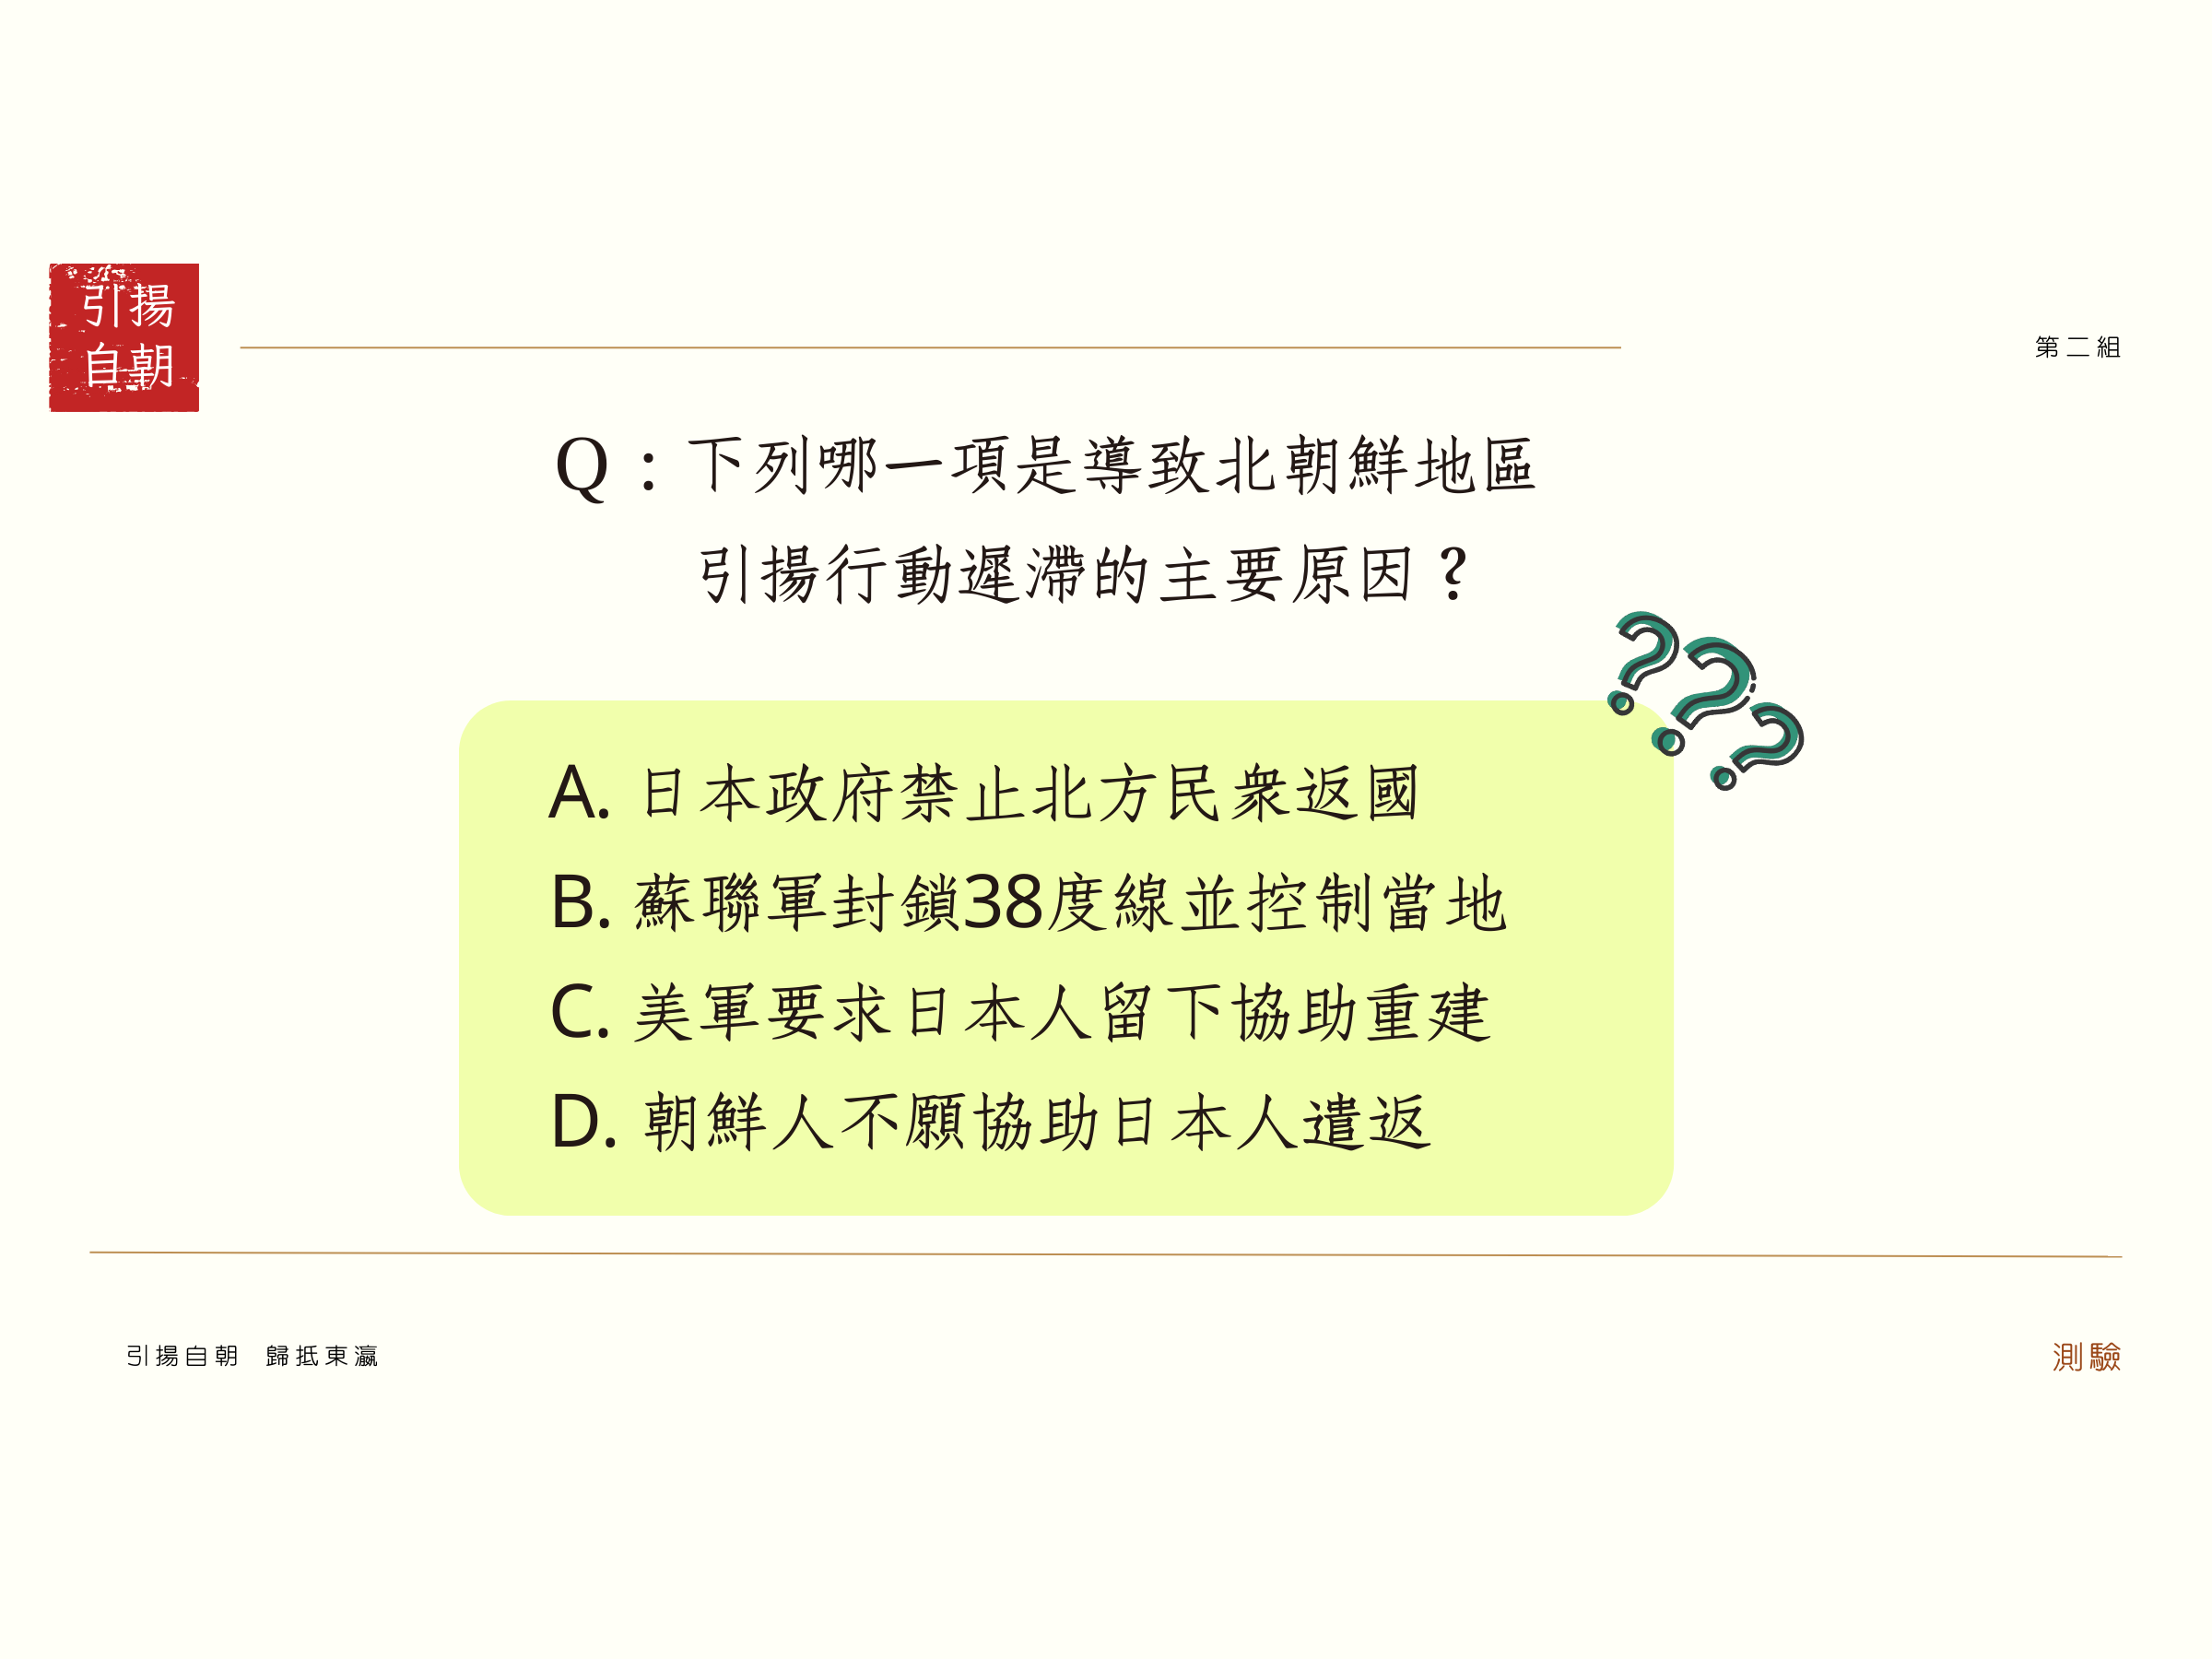 引揚
自朝
第二組
Q：下列哪一項是導致北朝鮮地區
引揚行動遲滯的主要原因？
A. 日本政府禁止北方民衆返國
B. 蘇聯軍封鎖38度線並控制當地
C. 美軍要求日本人留下協助重建
D. 朝鮮人不願協助日本人遣返
引揚自朝 歸抵東瀛
測驗